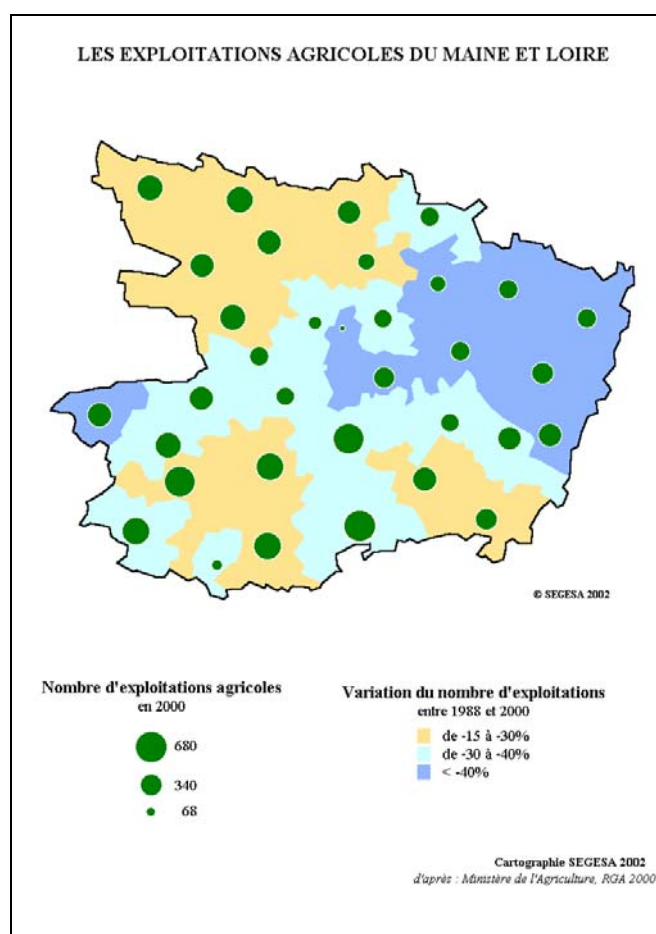 LES EXPLOITATIONS AGRICOLES DU MAINE ET LOIRE
© SEGESA 2002
Nombre d'exploitations agricoles
en 2000
680
340
68
Variation du nombre d'exploitations
entre 1988 et 2000
de -15 à -30%
de -30 à -40%
< -40%
Cartographie SEGESA 2002
d'après : Ministère de l'Agriculture, RGA 2000